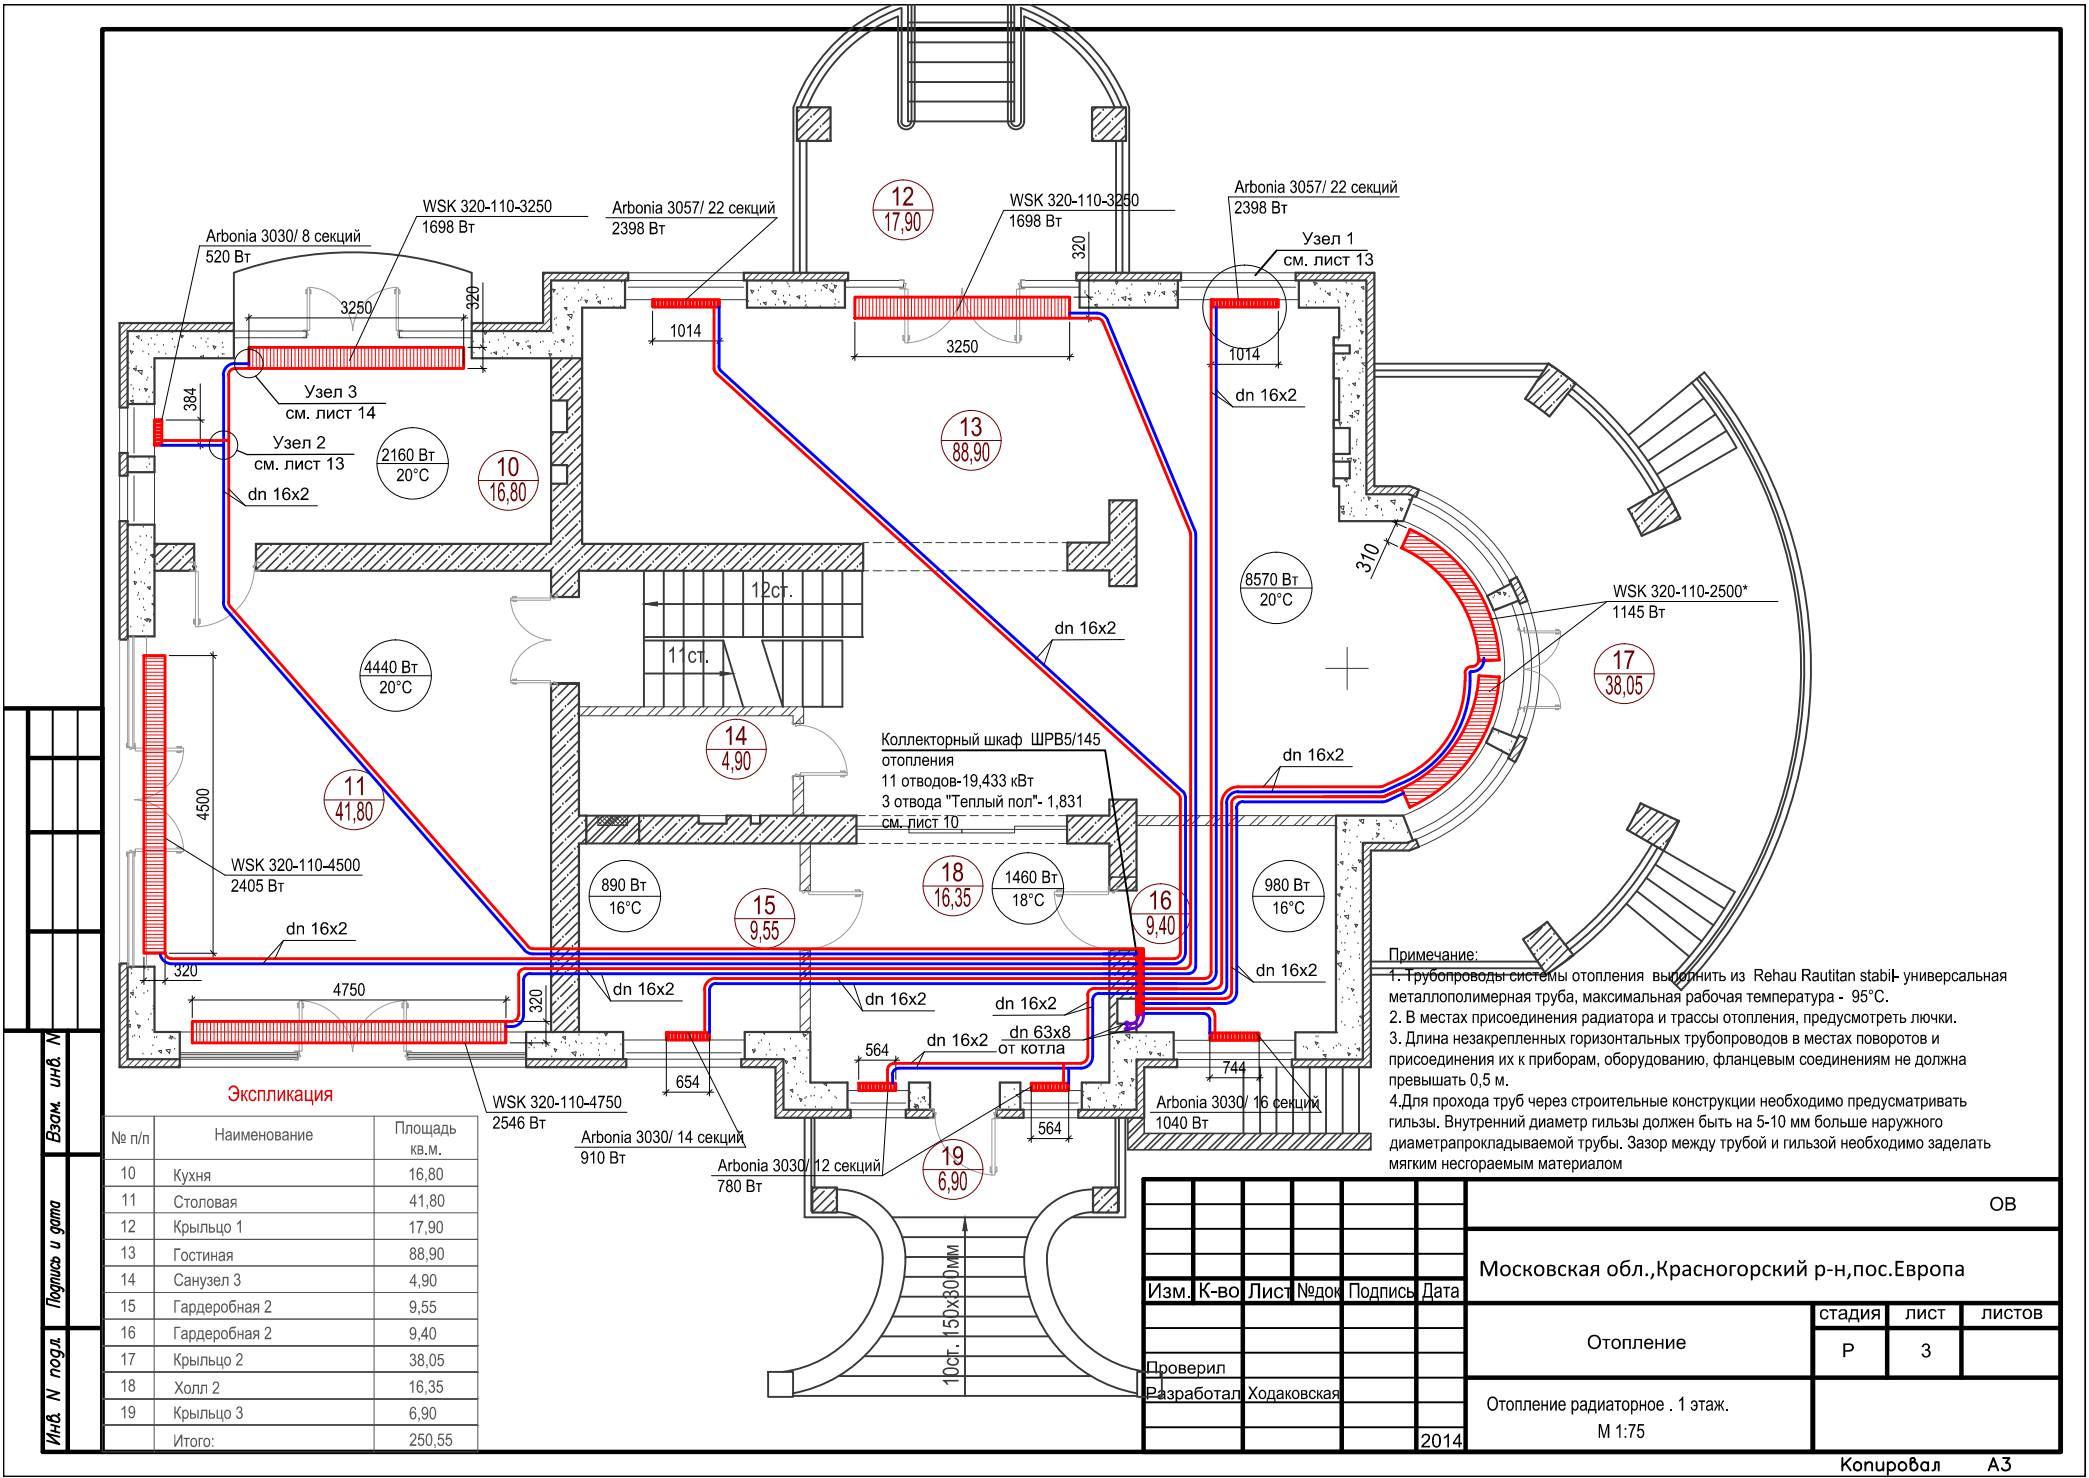 WSK 320-110-3250
1698 Вт
Arbonia 3057/ 22 секций
2398 Вт
12
17,90
WSK 320-110-3250
1698 Вт
Arbonia 3057/ 22 секций
2398 Вт
Arbonia 3030/ 8 секций
520 Вт
Узел 1
см. лист 13
320
320
3250
1014
3250
1014
384
Узел 3
см. лист 14
dn 16x2
Узел 2
см. лист 13
2160 Вт
20°C
10
16,80
13
88,90
dn 16x2
310
12ст.
8570 Вт
20°C
WSK 320-110-2500*
1145 Вт
dn 16x2
11ст.
4440 Вт
20°C
17
38,05
14
4,90
Коллекторный шкаф ШРВ5/145
отопления
11 отводов-19,433 кВт
3 отвода "Теплый пол"- 1,831
см. лист 10
dn 16x2
11
41,80
4500
WSK 320-110-4500
2405 Вт
890 Вт
16°C
15
9,55
18
16,35
1460 Вт
18°C
16
9,40
980 Вт
16°C
dn 16x2
320
4750
320
dn 16x2
dn 16x2
dn 16x2
dn 16x2
dn 63x8
от котла
dn 16x2
564
654
744
564
WSK 320-110-4750
2546 Вт
Arbonia 3030/ 14 секций
910 Вт
Arbonia 3030/ 12 секций
780 Вт
Arbonia 3030/ 16 секций
1040 Вт
19
6,90
10ст. 150х300мм
Примечание:
1. Трубопроводы системы отопления выполнить из Rehau Rautitan stabil- универсальная
металлополимерная труба, максимальная рабочая температура - 95°C.
2. В местах присоединения радиатора и трассы отопления, предусмотреть лючки.
3. Длина незакрепленных горизонтальных трубопроводов в местах поворотов и
присоединения их к приборам, оборудованию, фланцевым соединениям не должна
превышать 0,5 м.
4.Для прохода труб через строительные конструкции необходимо предусматривать
гильзы. Внутренний диаметр гильзы должен быть на 5-10 мм больше наружного
диаметрапрокладываемой трубы. Зазор между трубой и гильзой необходимо заделать
мягким несгораемым материалом
Экспликация
№ п/п Наименование Площадь кв.м.
10 Кухня 16,80
11 Столовая 41,80
12 Крыльцо 1 17,90
13 Гостиная 88,90
14 Санузел 3 4,90
15 Гардеробная 2 9,55
16 Гардеробная 2 9,40
17 Крыльцо 2 38,05
18 Холл 2 16,35
19 Крыльцо 3 6,90
Итого: 250,55
Взам. инв. N
Подпись и дата
Инв. N подл.
ОВ
Московская обл.,Красногорский р-н,пос.Европа
Изм. К-во Лист №док Подпись Дата
Отопление
стадия лист листов
Р 3
Проверил
Разработал Ходаковская
Отопление радиаторное . 1 этаж.
М 1:75
2014
Копировал А3